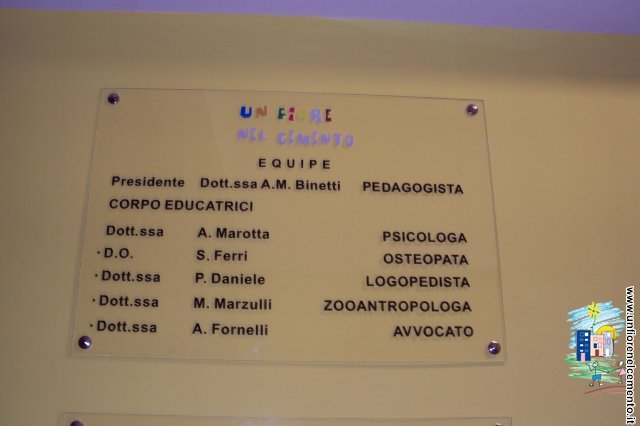 UN FIORE
NEL CEMENTO
EQUIPE
Presidente Dott.ssa A.M. Binetti PEDAGOGISTA
CORPO EDUCATRICI
Dott.ssa A. Marotta PSICOLOGA
·D.O. S. Ferri OSTEOPATA
·Dott.ssa P. Daniele LOGOPEDISTA
·Dott.ssa M. Marzulli ZOOANTROPOLOGA
·Dott.ssa A. Fornelli AVVOCATO
www.unfiorenelcemento.it